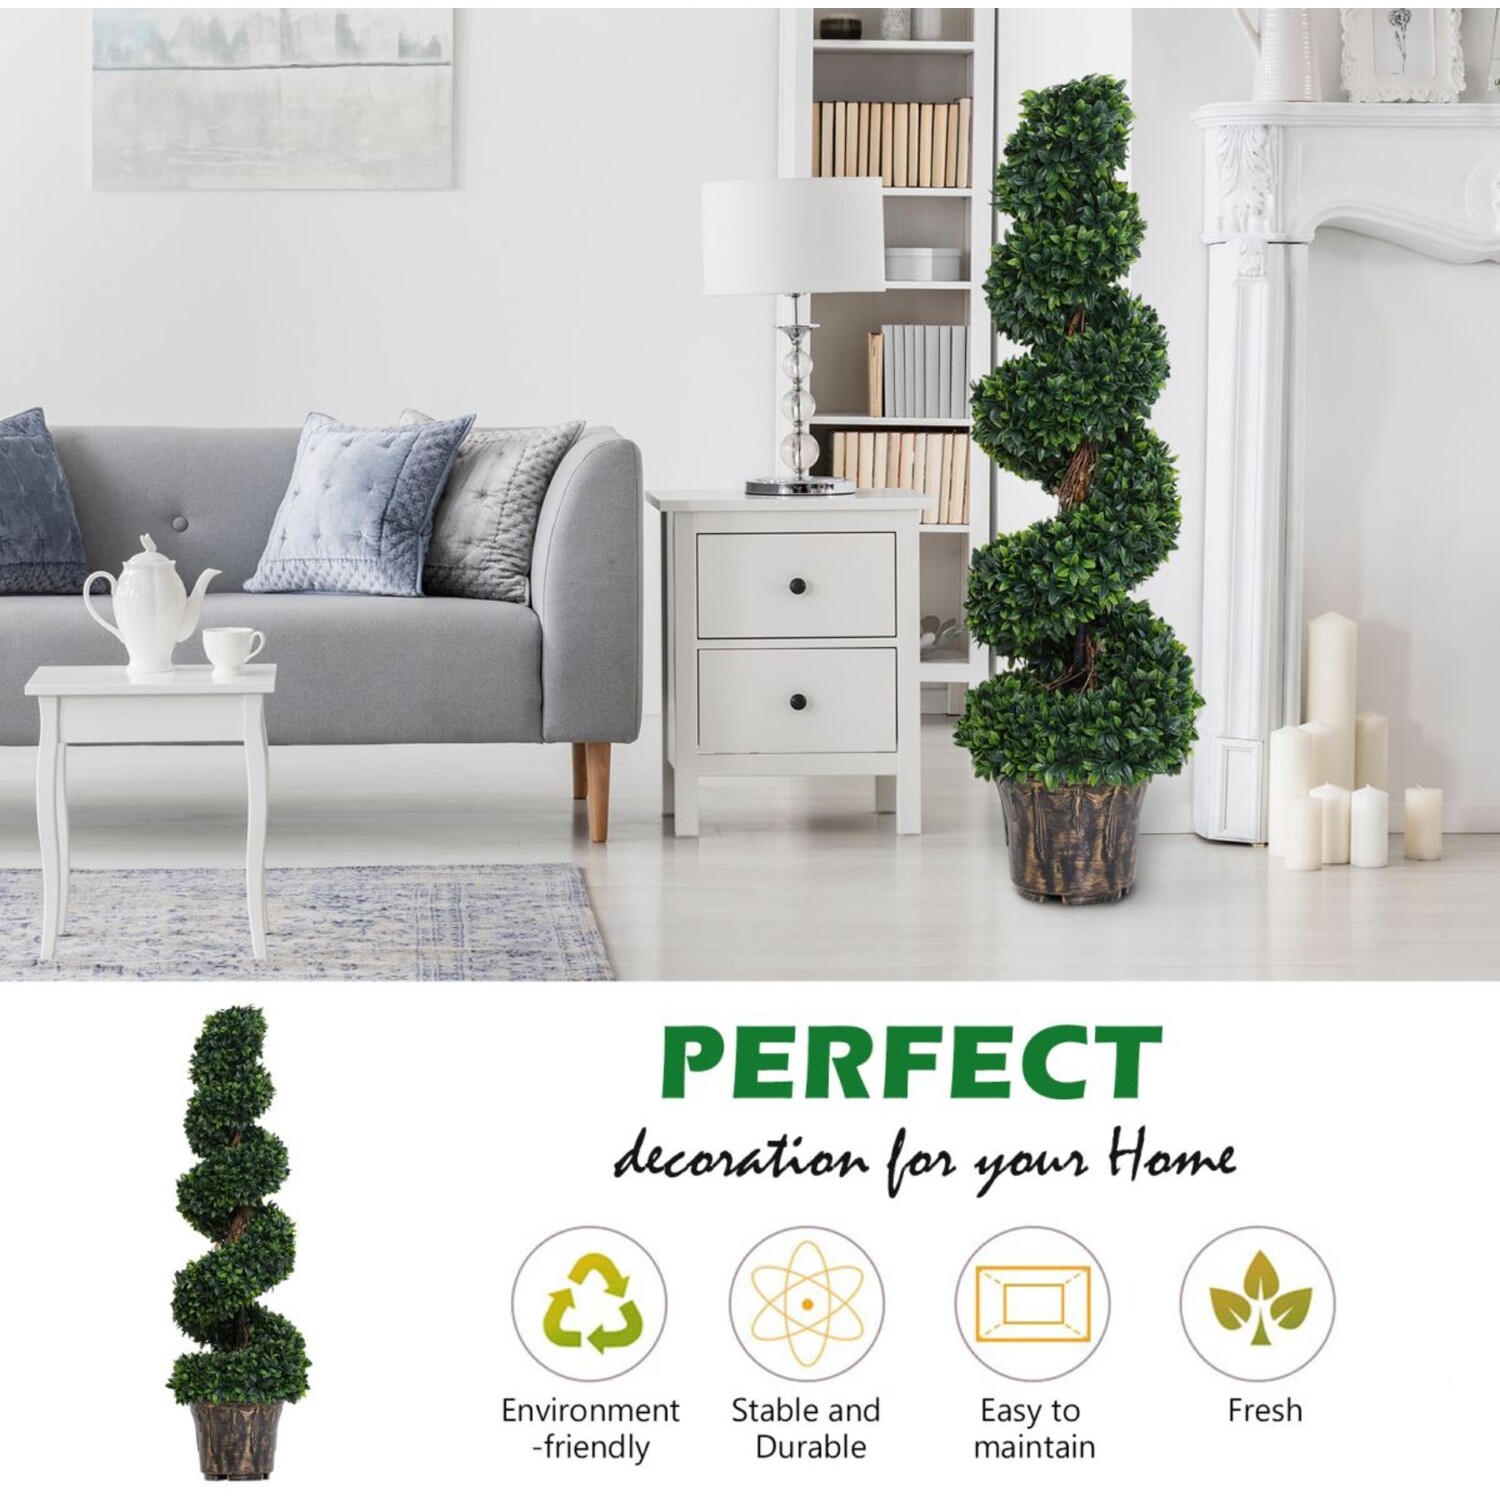 PERFECT
decoration for your Home
Environment
-friendly
Stable and
Durable
Easy to
maintain
Fresh